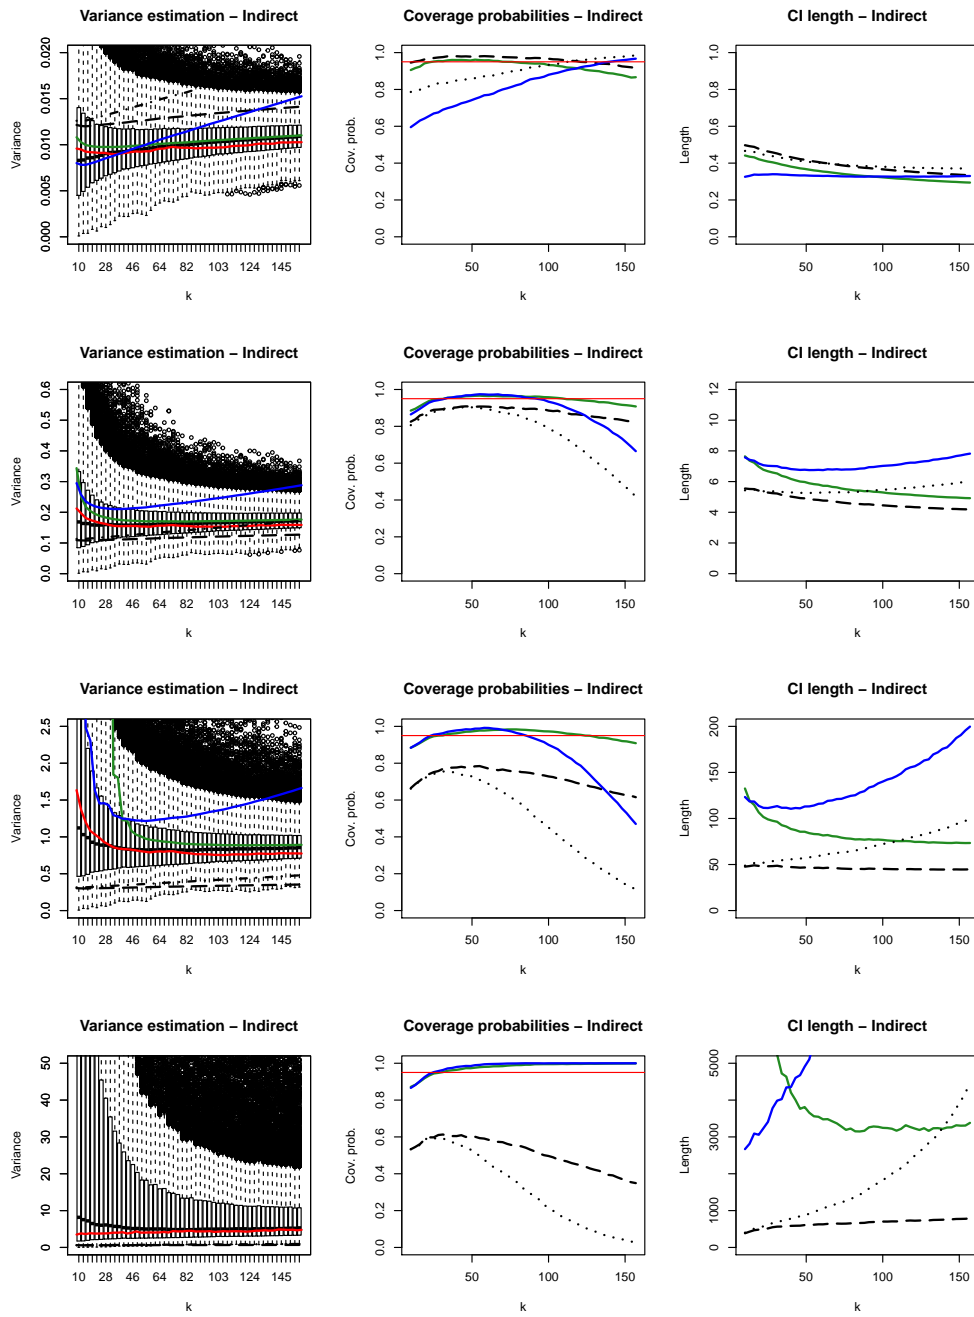 Variance estimation – Indirect
Coverage probabilities – Indirect
CI length – Indirect
Variance
0.000 0.005 0.010 0.015 0.020
10 28 46 64 82 103 124 145
k
Cov. prob.
0.0 0.2 0.4 0.6 0.8 1.0
50 100 150
k
Length
0.0 0.2 0.4 0.6 0.8 1.0
50 100 150
k
Variance estimation – Indirect
Coverage probabilities – Indirect
CI length – Indirect
Variance
0.0 0.1 0.2 0.3 0.4 0.5 0.6
10 28 46 64 82 103 124 145
k
Cov. prob.
0.0 0.2 0.4 0.6 0.8 1.0
50 100 150
k
Length
0 2 4 6 8 10 12
50 100 150
k
Variance estimation – Indirect
Coverage probabilities – Indirect
CI length – Indirect
Variance
0.0 0.5 1.0 1.5 2.0 2.5
10 28 46 64 82 103 124 145
k
Cov. prob.
0.0 0.2 0.4 0.6 0.8 1.0
50 100 150
k
Length
0 50 100 150 200
50 100 150
k
Variance estimation – Indirect
Coverage probabilities – Indirect
CI length – Indirect
Variance
0 10 20 30 40 50
10 28 46 64 82 103 124 145
k
Cov. prob.
0.0 0.2 0.4 0.6 0.8 1.0
50 100 150
k
Length
0 1000 3000 5000
50 100 150
k